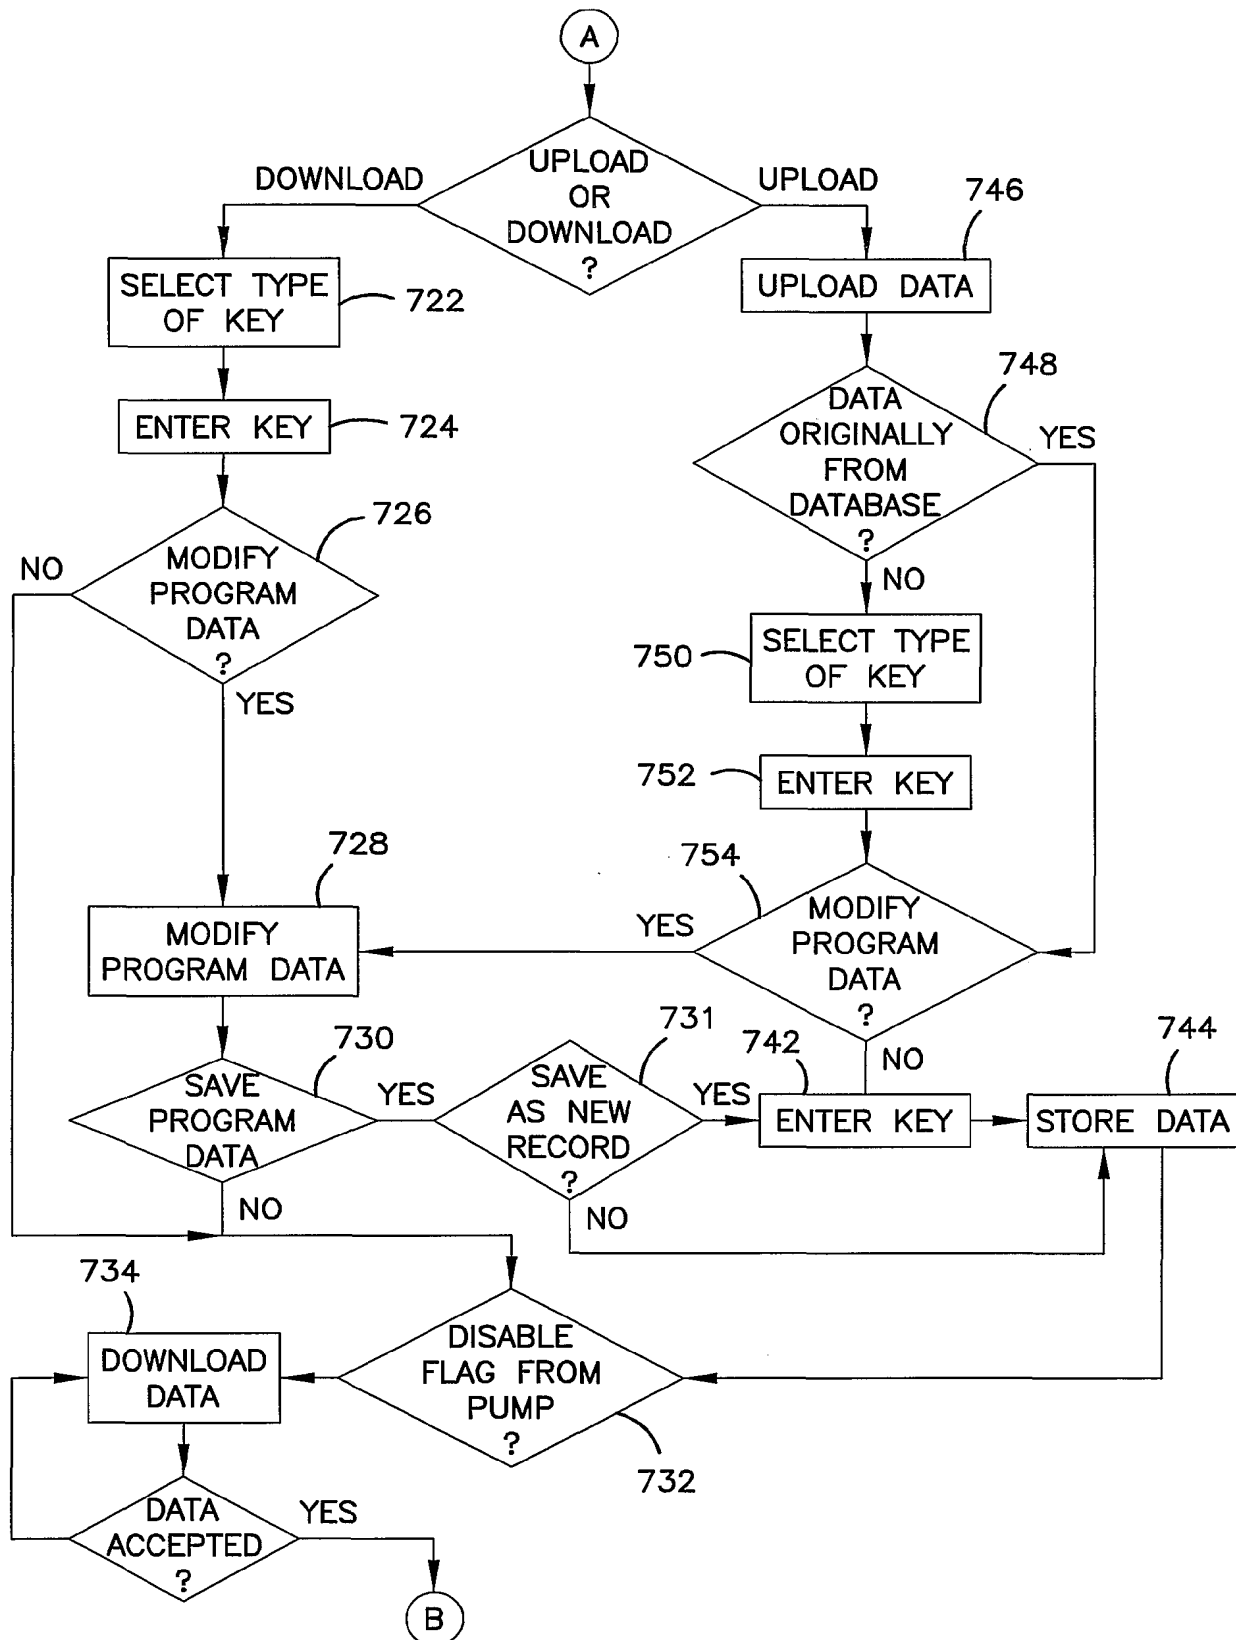 A
UPLOAD
OR
DOWNLOAD
?
DOWNLOAD
UPLOAD
746
UPLOAD DATA
SELECT TYPE
OF KEY
722
ENTER KEY
724
748
DATA
ORIGINALLY
FROM
DATABASE
?
YES
NO
726
MODIFY
PROGRAM
DATA
?
NO
YES
750
SELECT TYPE
OF KEY
752
ENTER KEY
754
MODIFY
PROGRAM
DATA
?
YES
NO
728
MODIFY
PROGRAM DATA
730
SAVE
PROGRAM
DATA
YES
NO
731
SAVE
AS NEW
RECORD
?
YES
NO
742
ENTER KEY
744
STORE DATA
734
DOWNLOAD
DATA
DISABLE
FLAG FROM
PUMP
?
732
DATA
ACCEPTED
?
YES
B